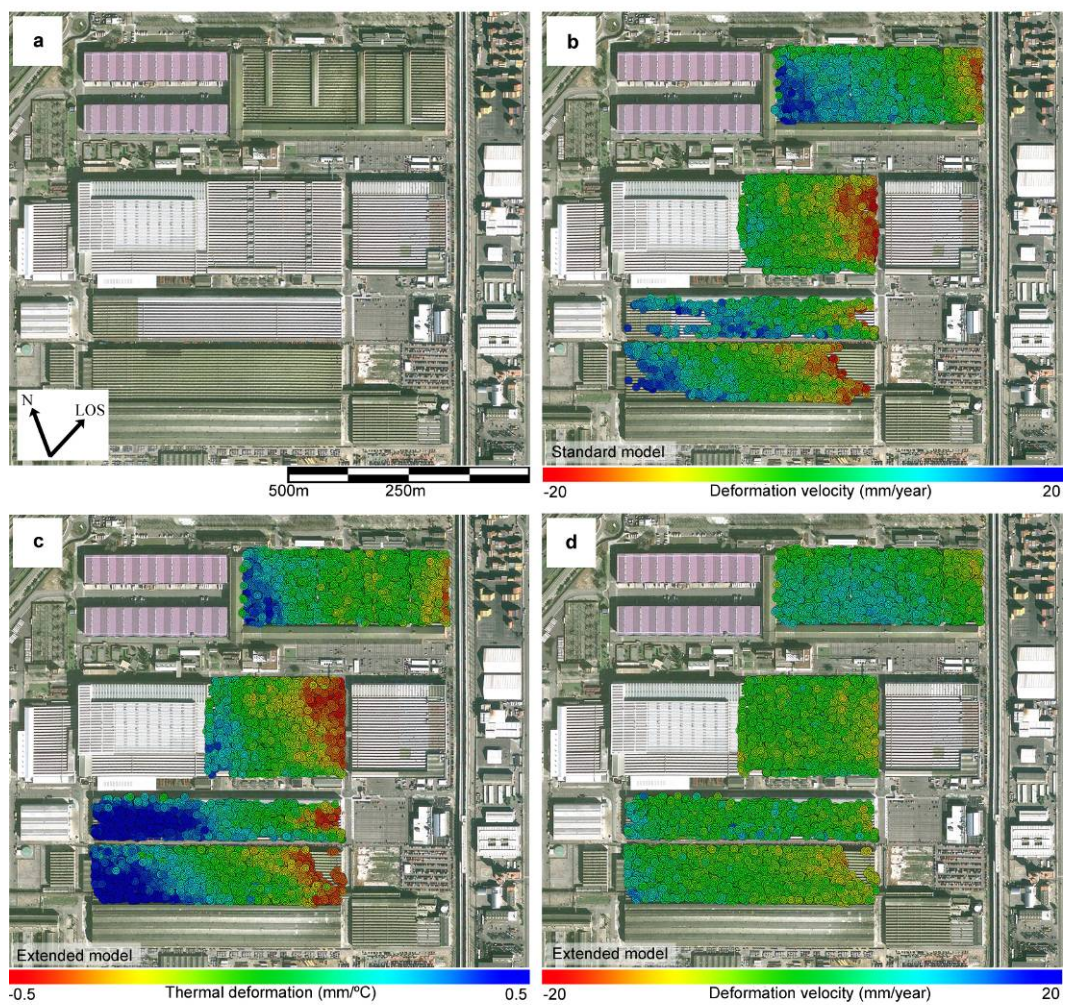 a
b
N
LOS
500m 250m
Standard model
-20 Deformation velocity (mm/year) 20
c
d
Extended model
-0.5 Thermal deformation (mm/ºC) 0.5
Extended model
-20 Deformation velocity (mm/year) 20